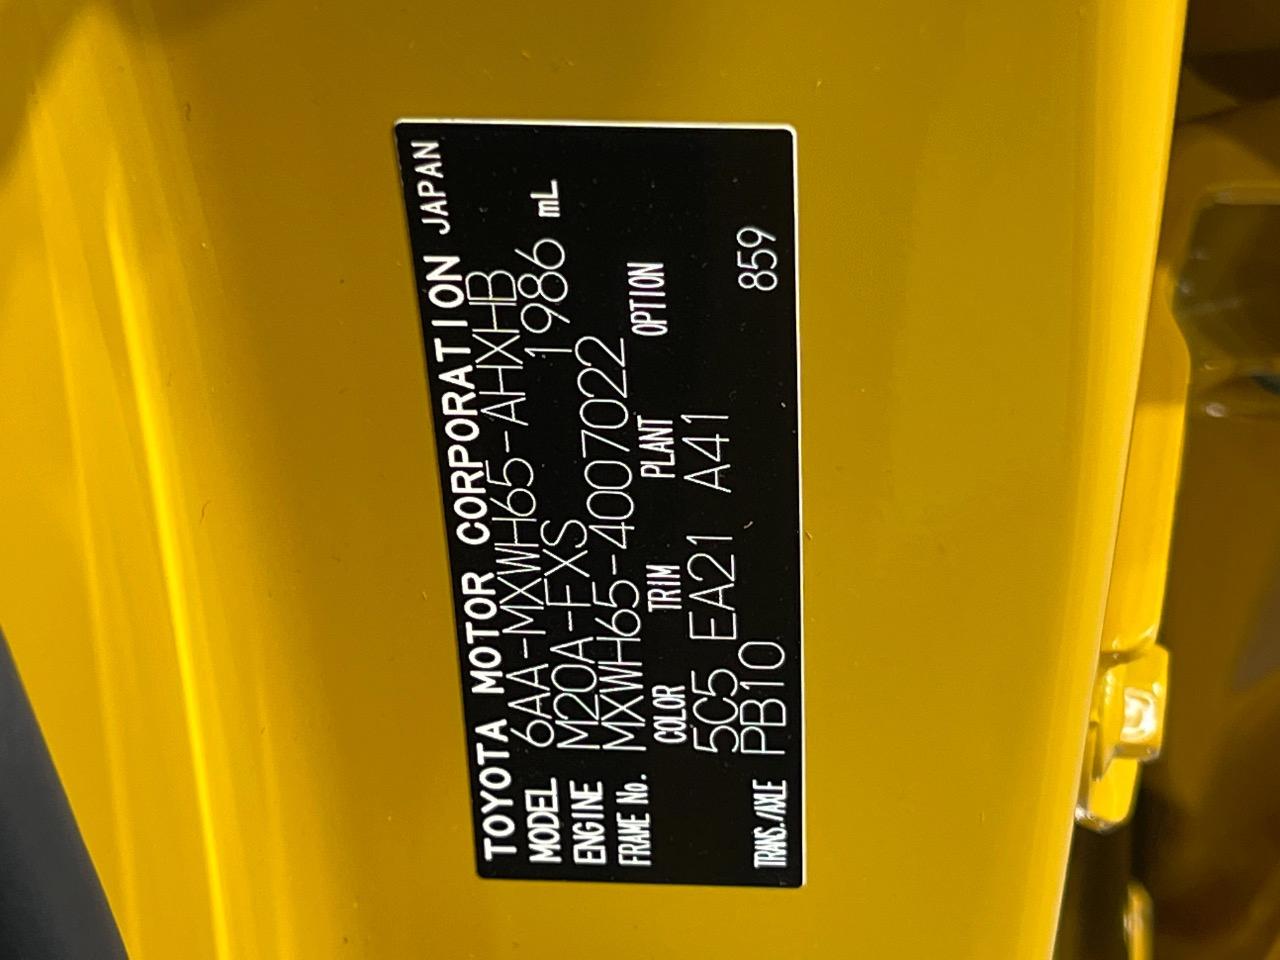 TOYOTA MOTOR CORPORATION JAPAN
MODEL 6AA-MXWH65-AHXHB
ENGINE M20A-FXS 1986 mL
FRAME No. MXWH65-4007022
COLOR TRIM PLANT OPTION
5C5 EA21 A41
TRANS./AXLE PB10 859